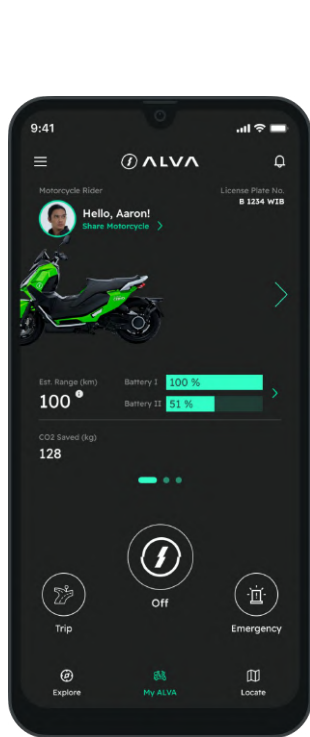 9:41
ALVA
Motorcycle Rider
License Plate No.
B 1234 WIB
Hello, Aaron!
Share Motorcycle
Est. Range (km)
100
Battery I
100 %
Battery II
51 %
CO2 Saved (kg)
128
Off
Trip
Emergency
Explore
My ALVA
Locate